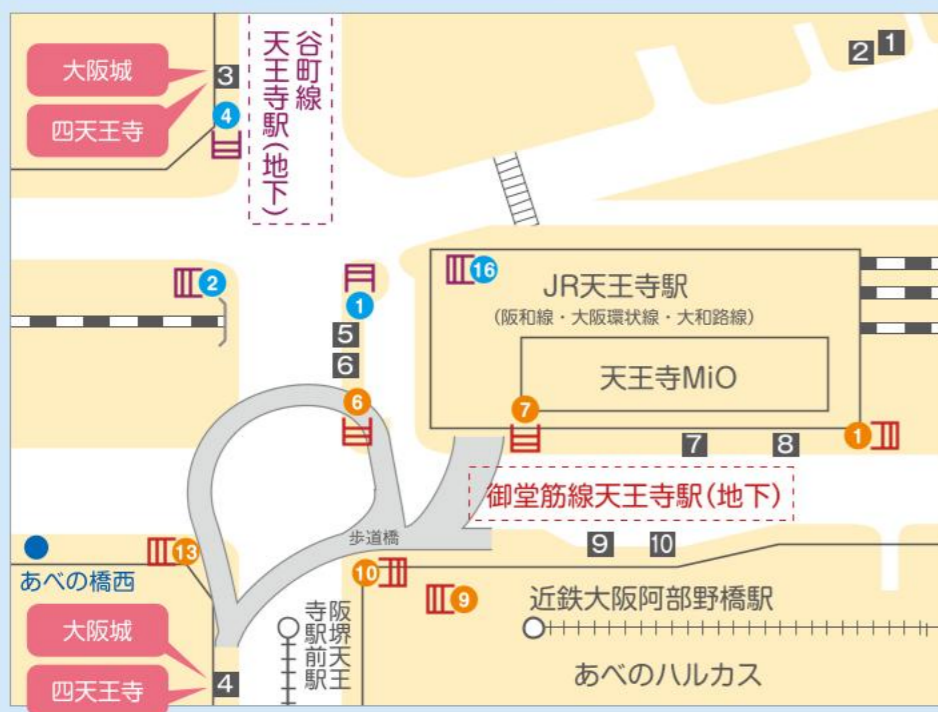 大阪城
四天王寺
3
4
谷町線
天王寺駅(地下)
2
1
2
1
16
JR天王寺駅
(阪和線・大阪環状線・大和路線)
天王寺MiO
5
6
6
7
7
8
1
御堂筋線天王寺駅(地下)
歩道橋
9
10
13
あべの橋西
10
9
近鉄大阪阿部野橋駅
あべのハルカス
大阪城
四天王寺
4
阪堺天王
寺駅前駅